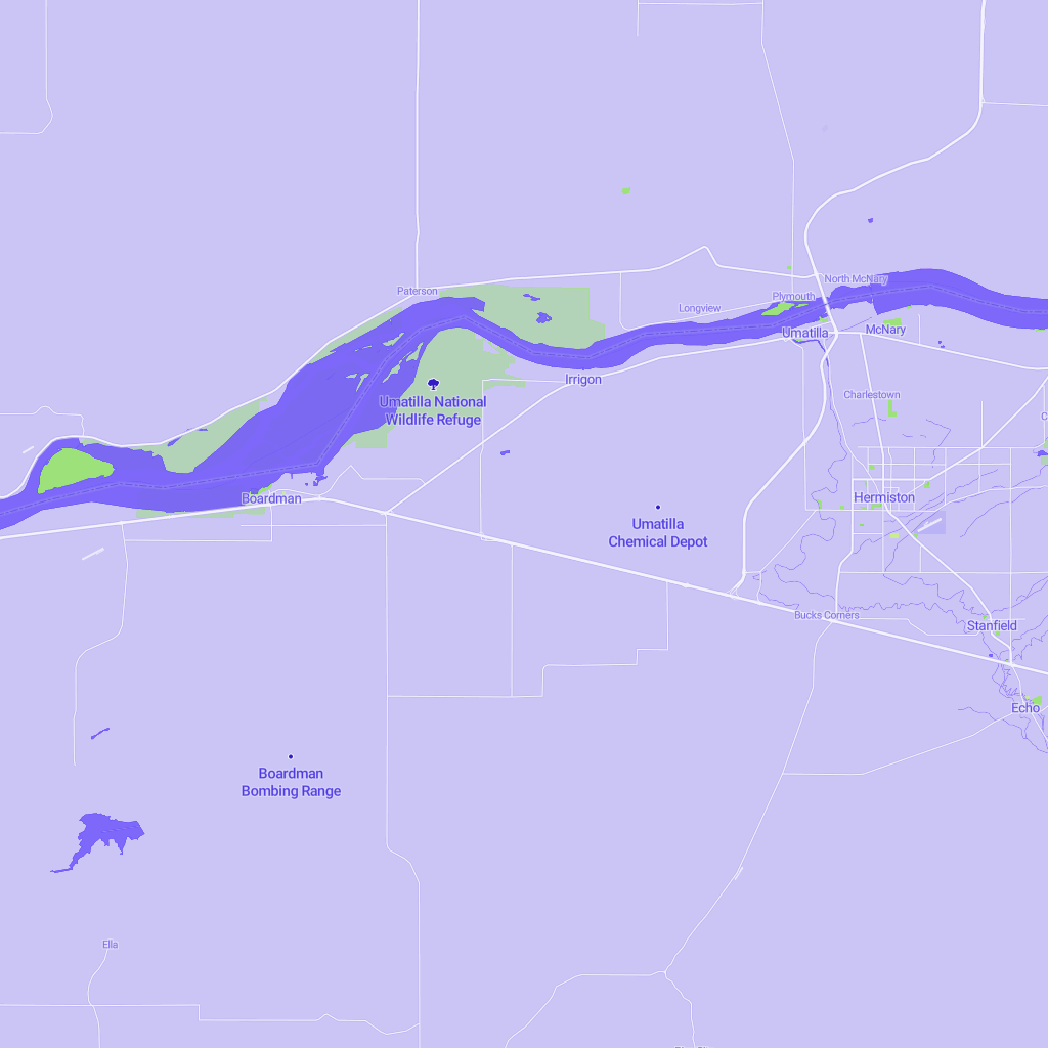 North McNary
Paterson
Plymouth
Longview
Umatilla
McNary
Irrigon
Umatilla National
Wildlife Refuge
Charlestown
Boardman
Hermiston
Umatilla
Chemical Depot
Bucks Corners
Stanfield
Echo
Boardman
Bombing Range
Ella